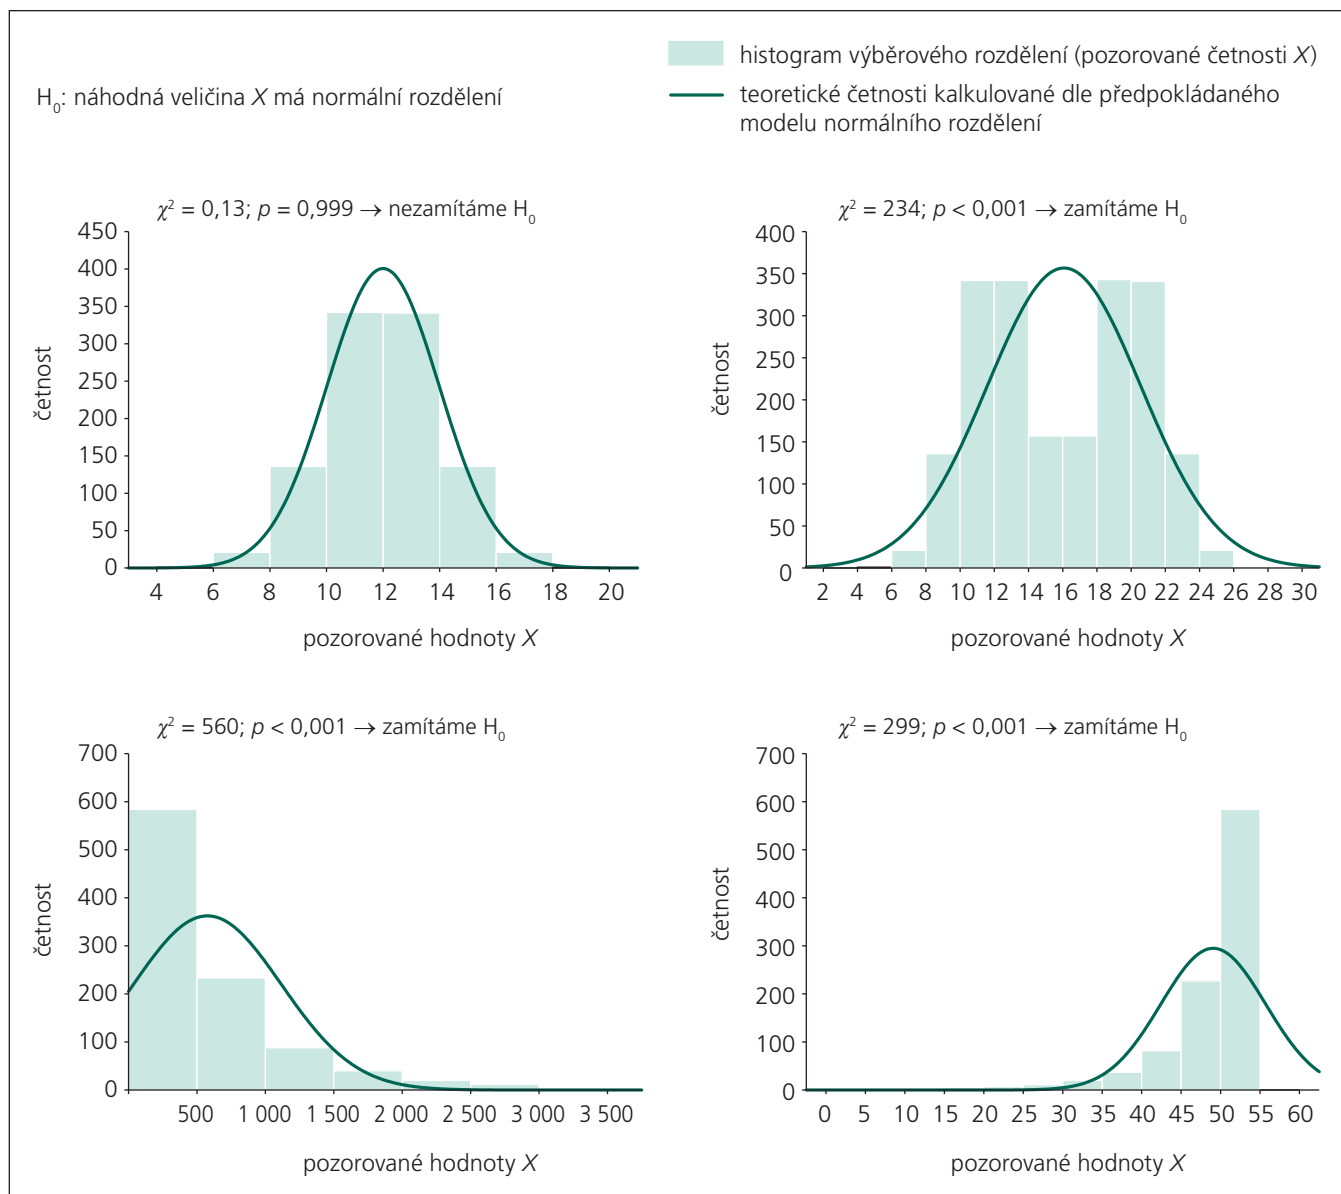 histogram výběrového rozdělení (pozorované četnosti X)
H₀: náhodná veličina X má normální rozdělení
teoretické četnosti kalkulované dle předpokládaného
modelu normálního rozdělení
χ² = 0,13; p = 0,999 → nezamítáme H₀
450
400
350
300
250
200
150
100
50
0
četnost
4 6 8 10 12 14 16 18 20
pozorované hodnoty X
χ² = 234; p < 0,001 → zamítáme H₀
400
350
300
250
200
150
100
50
0
četnost
2 4 6 8 10 12 14 16 18 20 22 24 26 28 30
pozorované hodnoty X
χ² = 560; p < 0,001 → zamítáme H₀
700
600
500
400
300
200
100
0
četnost
500 1 000 1 500 2 000 2 500 3 000 3 500
pozorované hodnoty X
χ² = 299; p < 0,001 → zamítáme H₀
700
600
500
400
300
200
100
0
četnost
0 5 10 15 20 25 30 35 40 45 50 55 60
pozorované hodnoty X